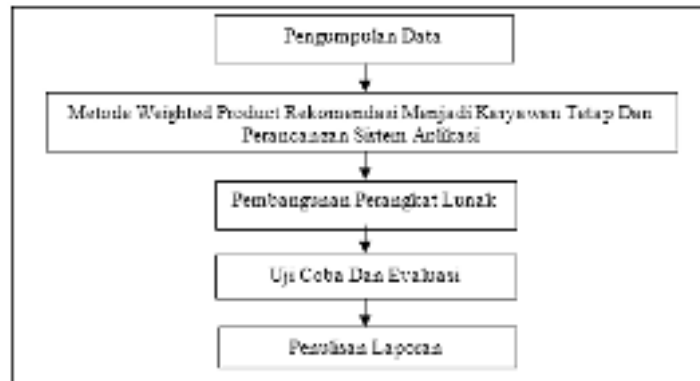 Pengumpulan Data
Metode Weighted Product Rekomendasi Menjadi Karyawan Tetap Dan
Perancangan Sistem Aplikasi
Pembangunan Perangkat Lunak
Uji Coba Dan Evaluasi
Penulisan Laporan